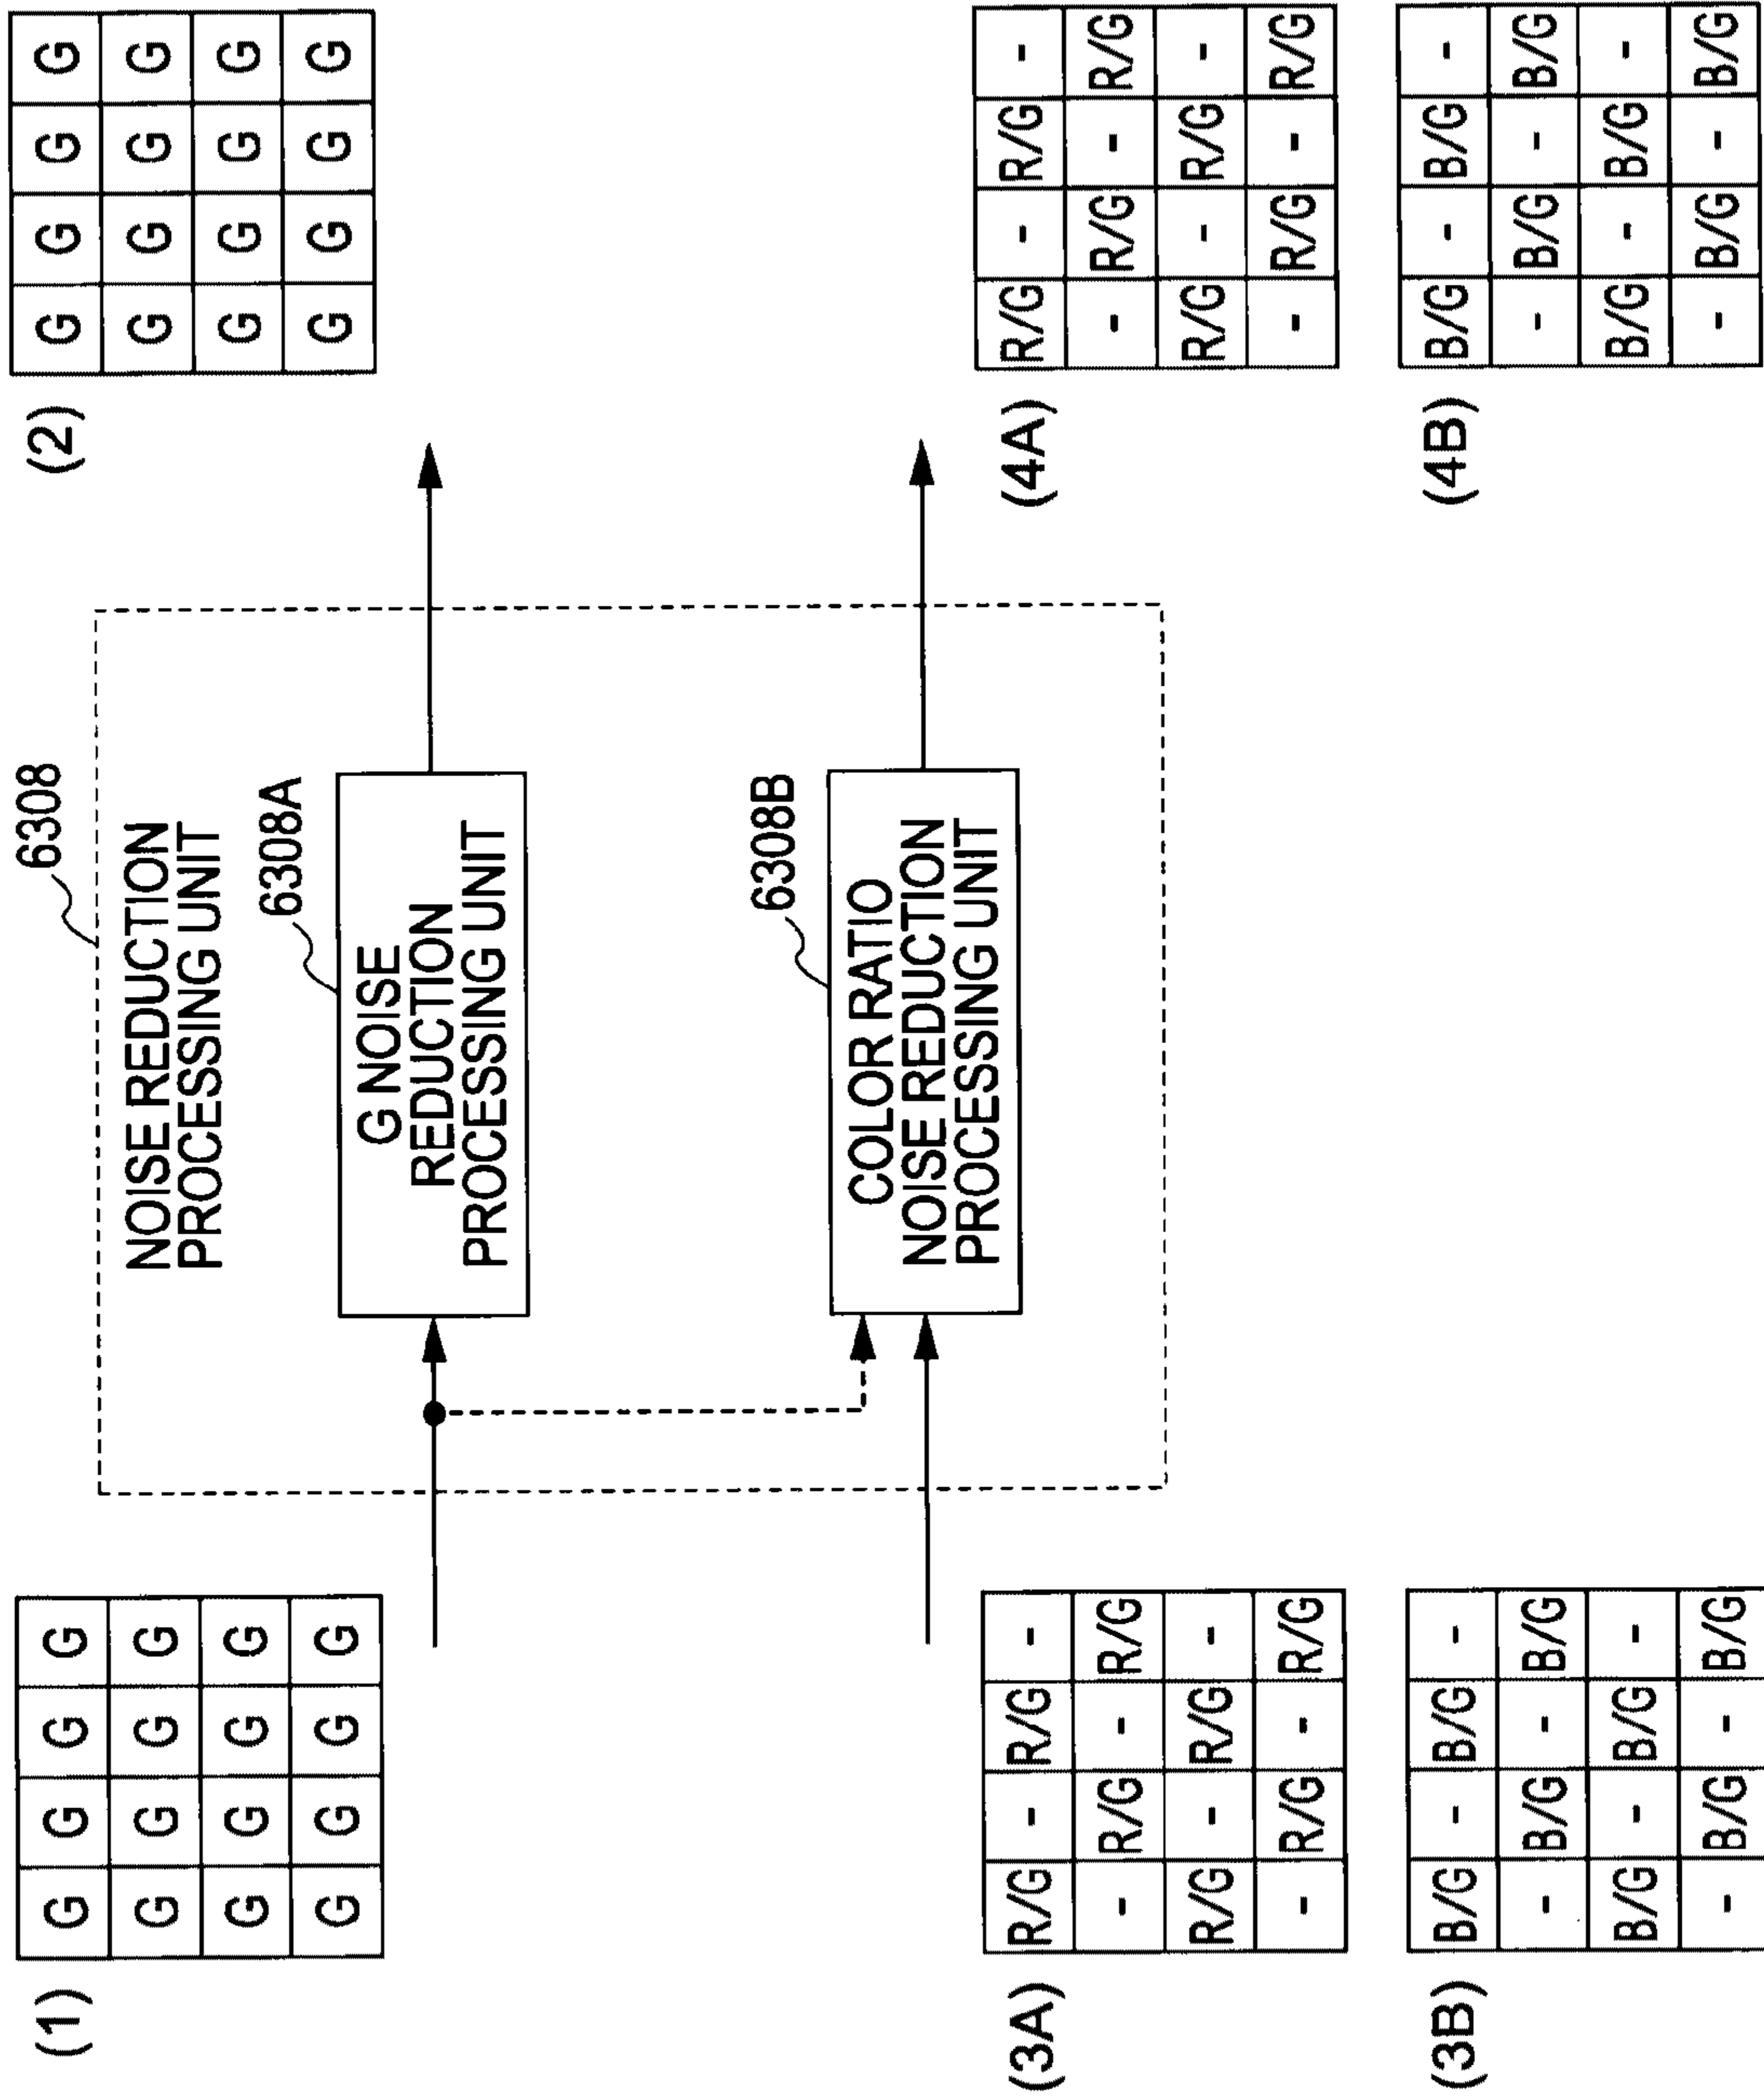 (1)
G G G G
G G G G
G G G G
G G G G
6308
NOISE REDUCTION
PROCESSING UNIT
6308A
G NOISE
REDUCTION
PROCESSING UNIT
(2)
G G G G
G G G G
G G G G
G G G G
(3A)
R/G - R/G -
- R/G - R/G
R/G - R/G -
- R/G - R/G
(3B)
B/G - B/G -
- B/G - B/G
B/G - B/G -
- B/G - B/G
6308B
COLOR RATIO
NOISE REDUCTION
PROCESSING UNIT
(4A)
R/G - R/G -
- R/G - R/G
R/G - R/G -
- R/G - R/G
(4B)
B/G - B/G -
- B/G - B/G
B/G - B/G -
- B/G - B/G